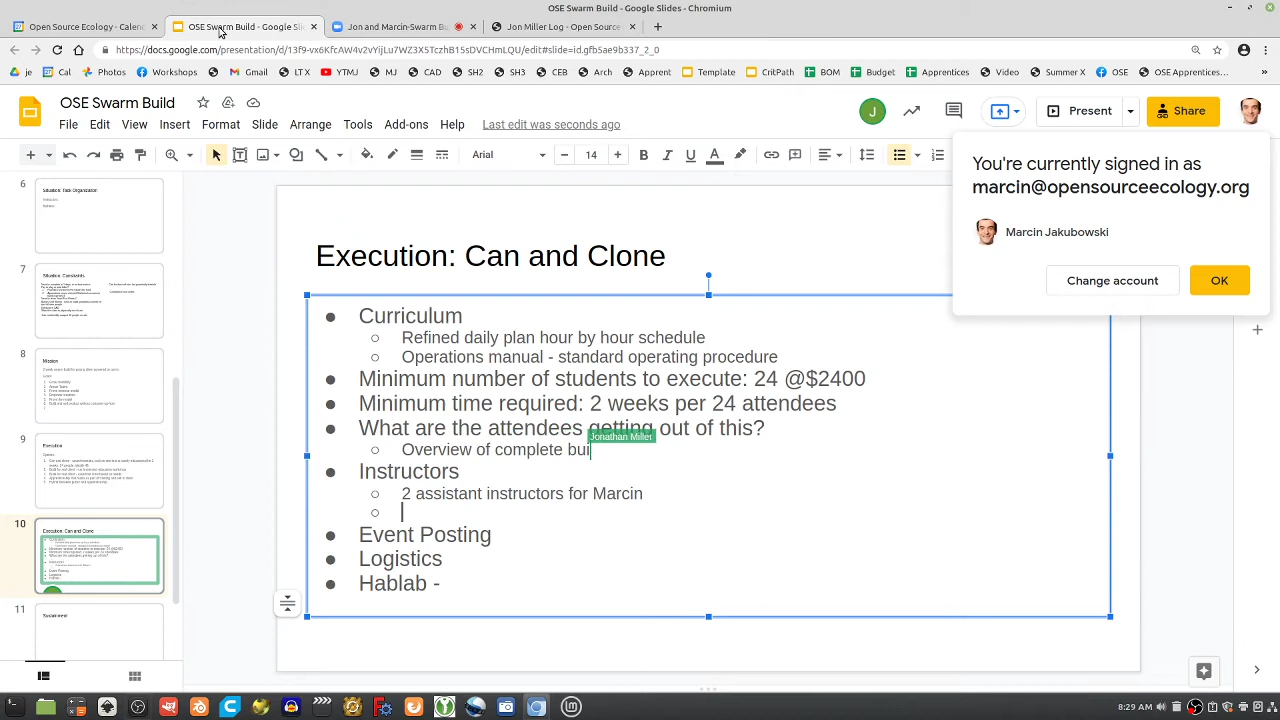 OSE Swarm Build - Google Slides - Chromium
Open Source Ecology - Calen
OSE Swarm Build - Google Sli
Jon and Marcin-Swarm Bu
Jon Miller Log - Open Source
https://docs.google.com/presentation/d/13f9-vx6KfcAW4v2vYijLu7WZ3X5TczhB15sDVCHmLQU/edit#slide=id.gfb5ae9b337_2_0
je
Cal
Photos
Workshops
Gmail
LTX
YTMJ
MJ
CAD
SH2
SH3
CEB
Arch
Apprent
Template
CritPath
BOM
Budget
Apprentices
Video
Summer X
OSE
OSE Apprentices...
OSE Swarm Build
File Edit View Insert Format Slide Arrange Tools Add-ons Help Last edit was seconds ago
J
Present
Share
Arial
14
You're currently signed in as
marcin@opensourceecology.org
Marcin Jakubowski
Change account
OK
6
Situation: Task Organization
7
Situation: Constraints
8
Mission
9
Execution
10
Execution: Can and Clone
11
Sustainment
Execution: Can and Clone
● Curriculum
○ Refined daily plan hour by hour schedule
○ Operations manual - standard operating procedure
● Minimum number of students to execute: 24 @$2400
● Minimum time required: 2 weeks per 24 attendees
● What are the attendees getting out of this?
Jonathan Miller
○ Overview of complete bui
● Instructors
○ 2 assistant instructors for Marcin
○
● Event Posting
● Logistics
● Hablab -
8:29 AM